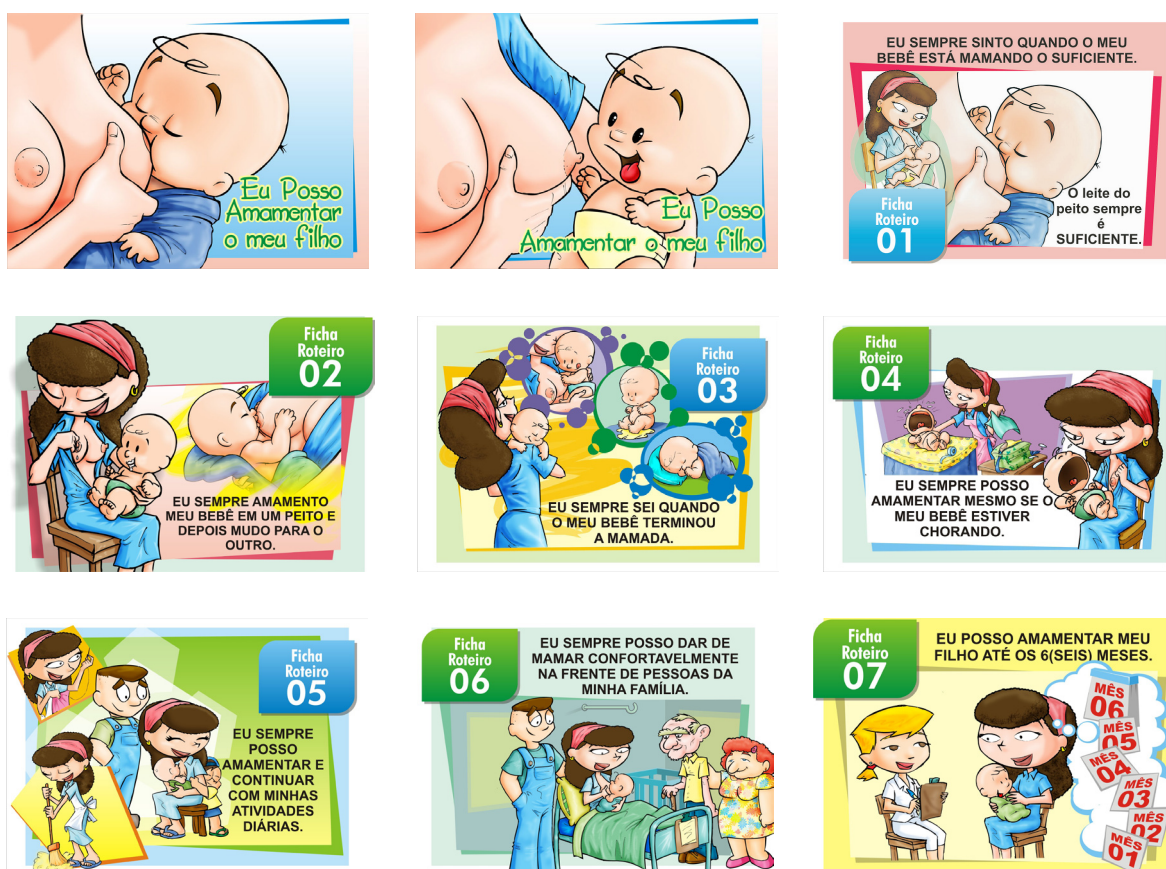 Eu Posso
Amamentar
o meu filho
Eu Posso
Amamentar o meu filho
EU SEMPRE SINTO QUANDO O MEU
BEBÊ ESTÁ MAMANDO O SUFICIENTE.
O leite do
peito sempre
é
SUFICIENTE.
Ficha
Roteiro
01
Ficha
Roteiro
02
EU SEMPRE AMAMENTO
MEU BEBÊ EM UM PEITO E
DEPOIS MUDO PARA O
OUTRO.
Ficha
Roteiro
03
EU SEMPRE SEI QUANDO
O MEU BEBÊ TERMINOU
A MAMADA.
Ficha
Roteiro
04
EU SEMPRE POSSO
AMAMENTAR MESMO SE O
MEU BEBÊ ESTIVER
CHORANDO.
Ficha
Roteiro
05
EU SEMPRE
POSSO
AMAMENTAR E
CONTINUAR
COM MINHAS
ATIVIDADES
DIÁRIAS.
Ficha
Roteiro
06
EU SEMPRE POSSO DAR DE
MAMAR CONFORTAVELMENTE
NA FRENTE DE PESSOAS DA
MINHA FAMÍLIA.
Ficha
Roteiro
07
EU POSSO AMAMENTAR MEU
FILHO ATÉ OS 6(SEIS) MESES.
MÊS
06
MÊS
05
MÊS
04
MÊS
03
MÊS
02
MÊS
01